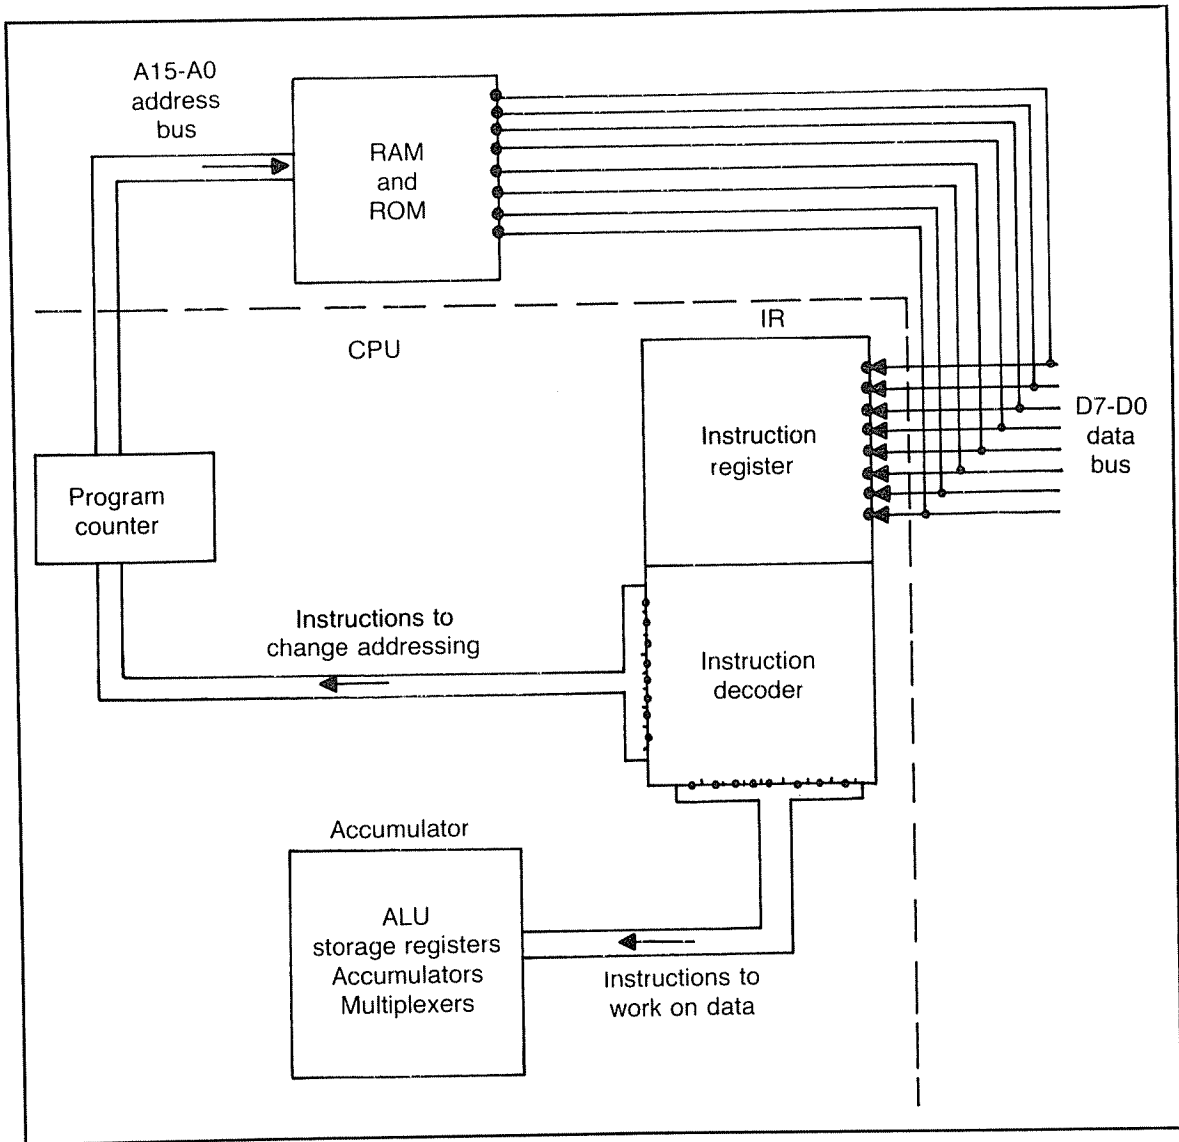 A15-A0
address
bus
RAM
and
ROM
IR
CPU
Instruction
register
D7-D0
data
bus
Program
counter
Instructions to
change addressing
Instruction
decoder
Accumulator
ALU
storage registers
Accumulators
Multiplexers
Instructions to
work on data